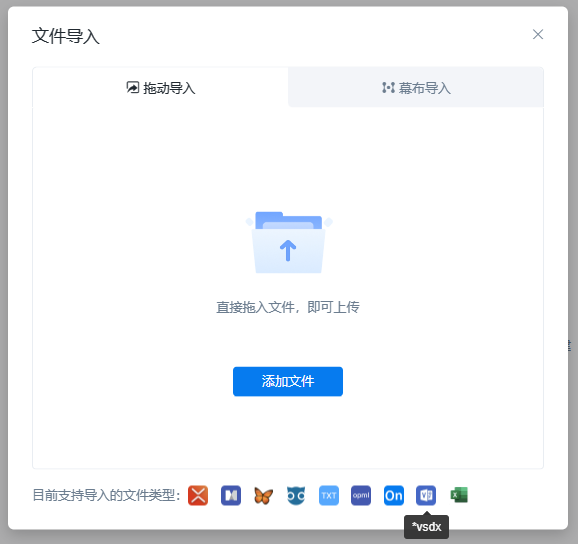 文件导入
拖动导入
幕布导入
直接拖入文件，即可上传
添加文件
目前支持导入的文件类型：
TXT
opml
On
*vsdx